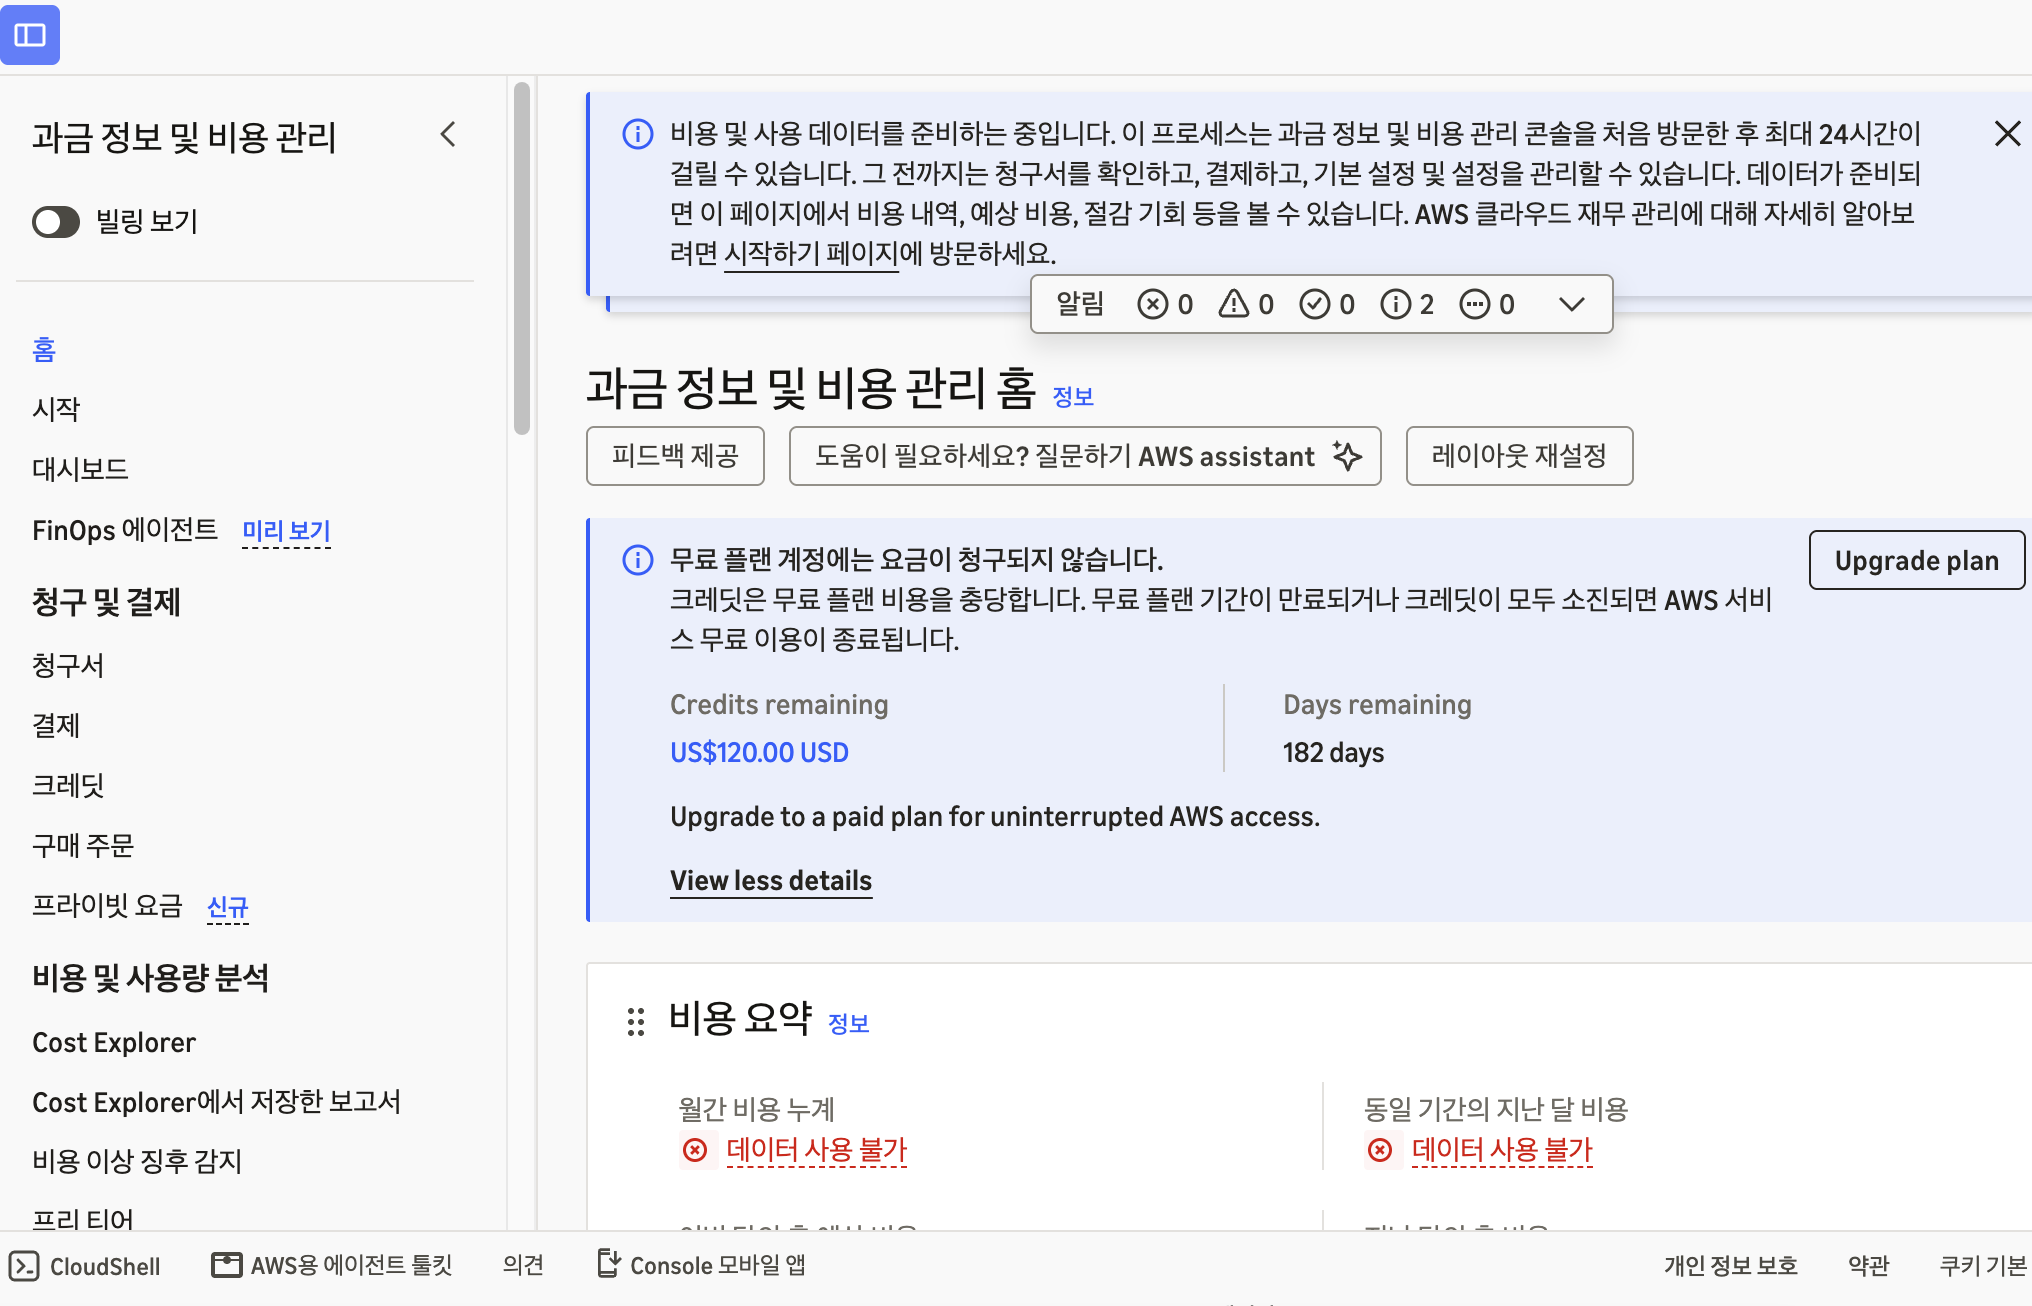 과금 정보 및 비용 관리
빌링 보기
홈
시작
대시보드
FinOps 에이전트 미리 보기
청구 및 결제
청구서
결제
크레딧
구매 주문
프라이빗 요금 신규
비용 및 사용량 분석
Cost Explorer
Cost Explorer에서 저장한 보고서
비용 이상 징후 감지
프리 티어
비용 및 사용 데이터를 준비하는 중입니다. 이 프로세스는 과금 정보 및 비용 관리 콘솔을 처음 방문한 후 최대 24시간이
걸릴 수 있습니다. 그 전까지는 청구서를 확인하고, 결제하고, 기본 설정 및 설정을 관리할 수 있습니다. 데이터가 준비되
면 이 페이지에서 비용 내역, 예상 비용, 절감 기회 등을 볼 수 있습니다. AWS 클라우드 재무 관리에 대해 자세히 알아보
려면 시작하기 페이지에 방문하세요.
알림 0 0 0 2 0
과금 정보 및 비용 관리 홈 정보
피드백 제공
도움이 필요하세요? 질문하기 AWS assistant
레이아웃 재설정
무료 플랜 계정에는 요금이 청구되지 않습니다.
크레딧은 무료 플랜 비용을 충당합니다. 무료 플랜 기간이 만료되거나 크레딧이 모두 소진되면 AWS 서비
스 무료 이용이 종료됩니다.
Upgrade plan
Credits remaining
US$120.00 USD
Days remaining
182 days
Upgrade to a paid plan for uninterrupted AWS access.
View less details
비용 요약 정보
월간 비용 누계
데이터 사용 불가
동일 기간의 지난 달 비용
데이터 사용 불가
CloudShell
AWS용 에이전트 툴킷
의견
Console 모바일 앱
개인 정보 보호
약관
쿠키 기본